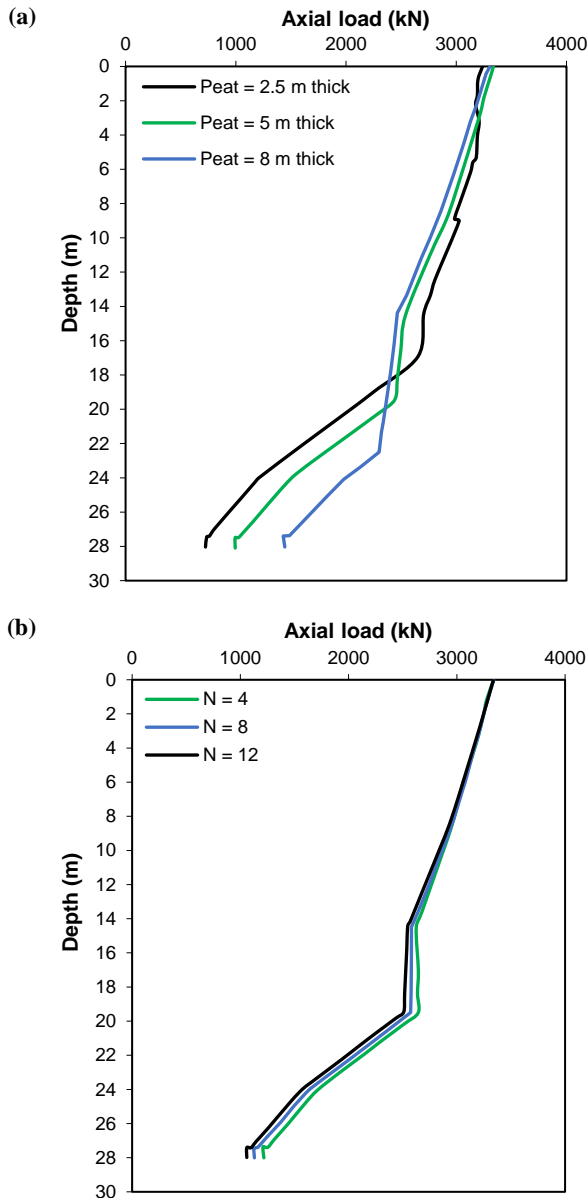 (a)
Axial load (kN)
0 1000 2000 3000 4000
0
2
4
6
8
10
12
14
16
18
20
22
24
26
28
30
Depth (m)
Peat = 2.5 m thick
Peat = 5 m thick
Peat = 8 m thick
(b)
Axial load (kN)
0 1000 2000 3000 4000
0
2
4
6
8
10
12
14
16
18
20
22
24
26
28
30
Depth (m)
N = 4
N = 8
N = 12